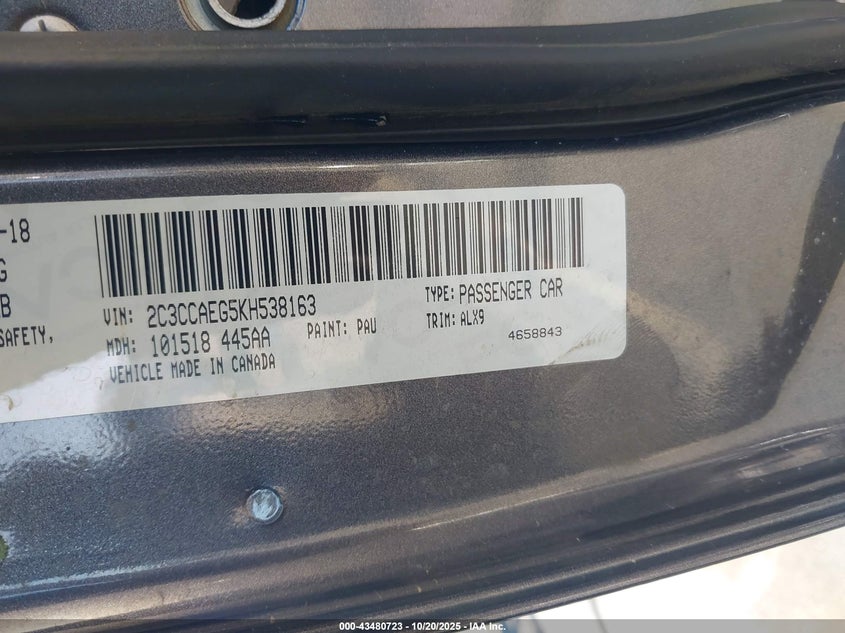 -18
G
B
SAFETY,
VIN: 2C3CCAEG5KH538163
TYPE: PASSENGER CAR
MDH: 101518 445AA
PAINT: PAU
TRIM: ALX9
VEHICLE MADE IN CANADA
4658843
000-43480723 - 10/20/2025 - IAA Inc.